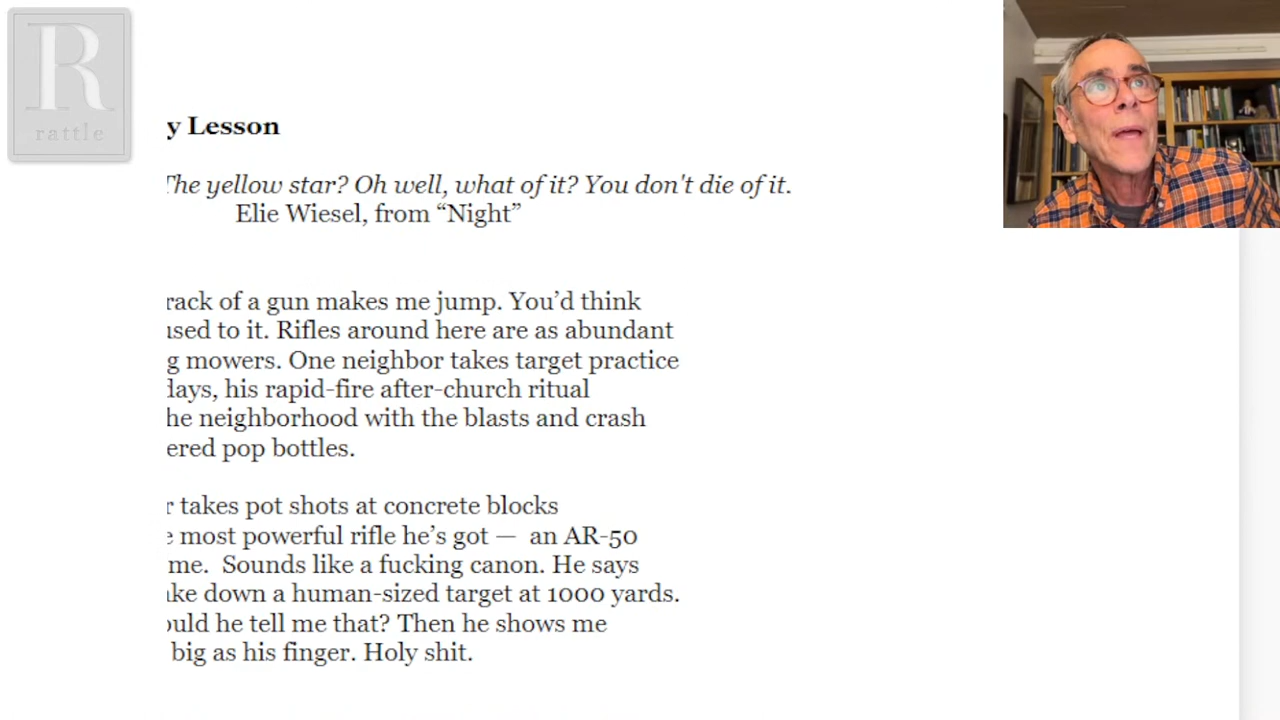 R
rattle
y Lesson
The yellow star? Oh well, what of it? You don't die of it.
Elie Wiesel, from “Night”
rack of a gun makes me jump. You’d think
used to it. Rifles around here are as abundant
g mowers. One neighbor takes target practice
days, his rapid-fire after-church ritual
he neighborhood with the blasts and crash
ered pop bottles.
r takes pot shots at concrete blocks
e most powerful rifle he’s got — an AR-50
me. Sounds like a fucking canon. He says
ake down a human-sized target at 1000 yards.
ould he tell me that? Then he shows me
big as his finger. Holy shit.